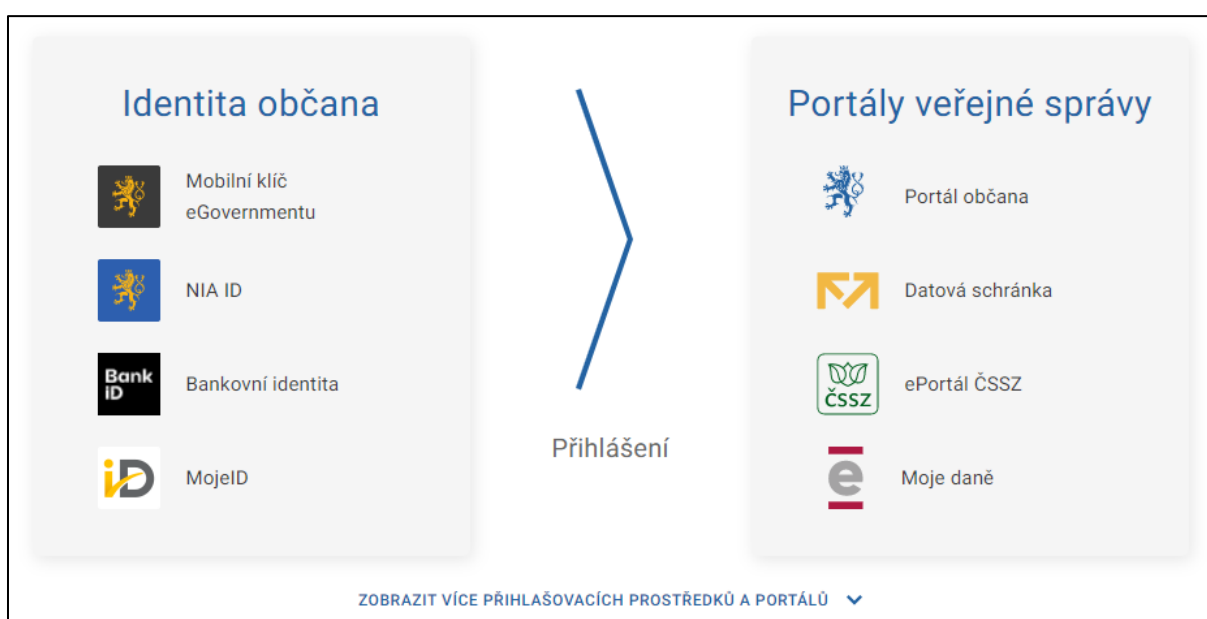 Identita občana
Mobilní klíč
eGovernmentu
NIA ID
Bank
iD
Bankovní identita
iD
MojeID
Přihlášení
Portály veřejné správy
Portál občana
Datová schránka
ČSSZ
ePortál ČSSZ
e
Moje daně
ZOBRAZIT VÍCE PŘIHLAŠOVACÍCH PROSTŘEDKŮ A PORTÁLŮ